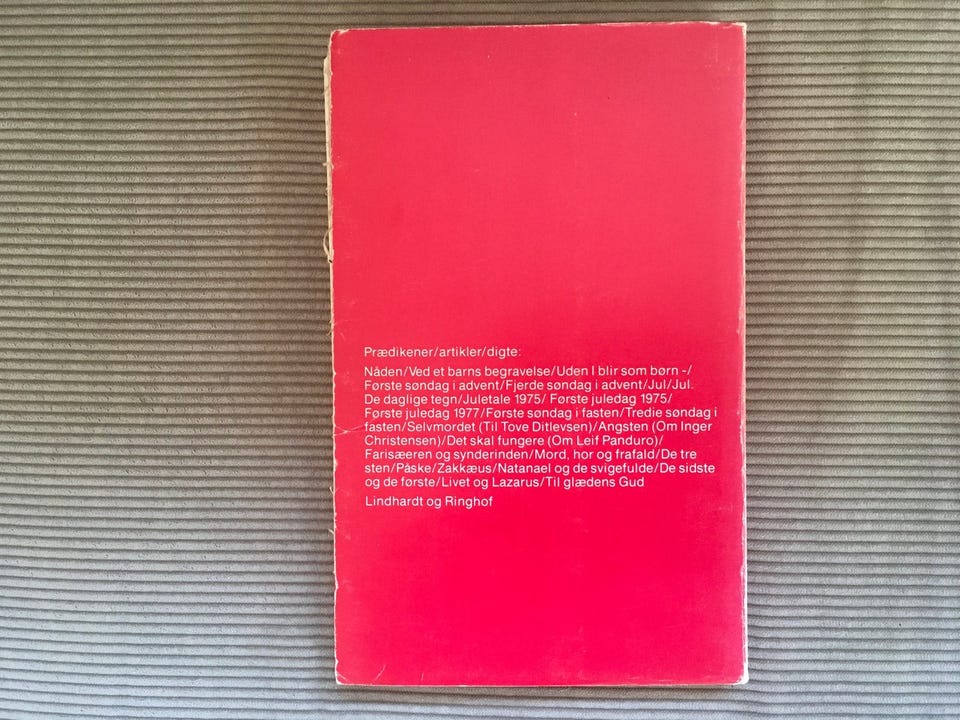 Prædikener/artikler/digte:
Nåden/Ved et barns begravelse/Uden I blir som børn -/
Første søndag i advent/Fjerde søndag i advent/Jul/Jul.
De daglige tegn/Juletale 1975/ Første juledag 1975/
Første juledag 1977/Første søndag i fasten/Tredie søndag i
fasten/Selvmordet (Til Tove Ditlevsen)/Angsten (Om Inger
Christensen)/Det skal fungere (Om Leif Panduro)/
Farisæeren og synderinden/Mord, hor og frafald/De tre
sten/Påske/Zakkæus/Natanael og de svigefulde/De sidste
og de første/Livet og Lazarus/Til glædens Gud
Lindhardt og Ringhof